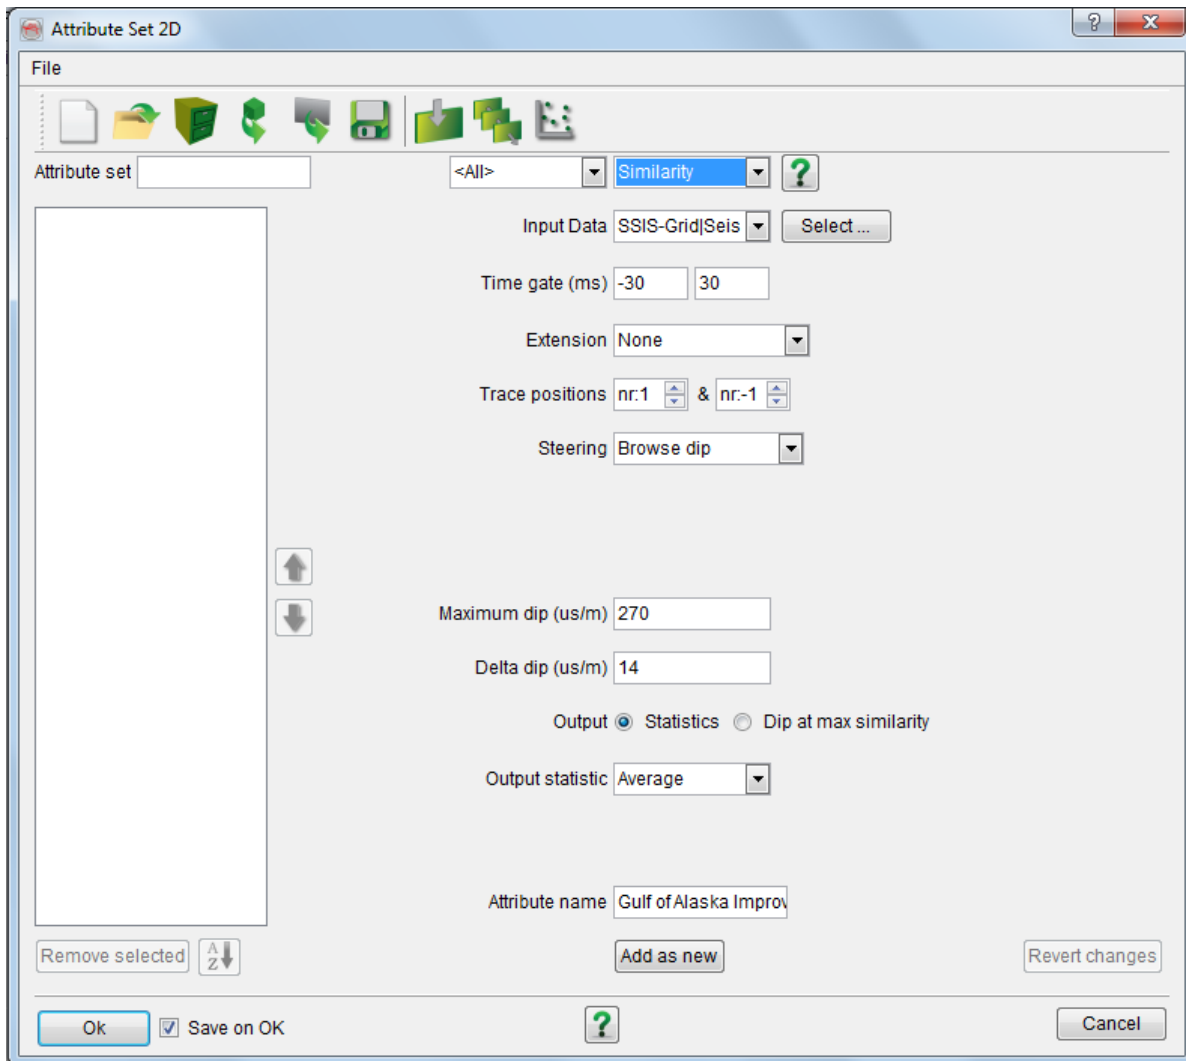 Attribute Set 2D
File
Attribute set <All> Similarity
Input Data SSIS-Grid|Seis Select ...
Time gate (ms) -30 30
Extension None
Trace positions nr:1 & nr:-1
Steering Browse dip
Maximum dip (us/m) 270
Delta dip (us/m) 14
Output Statistics Dip at max similarity
Output statistic Average
Attribute name Gulf of Alaska Improv
Remove selected A Z Add as new Revert changes
Ok Save on OK ? Cancel